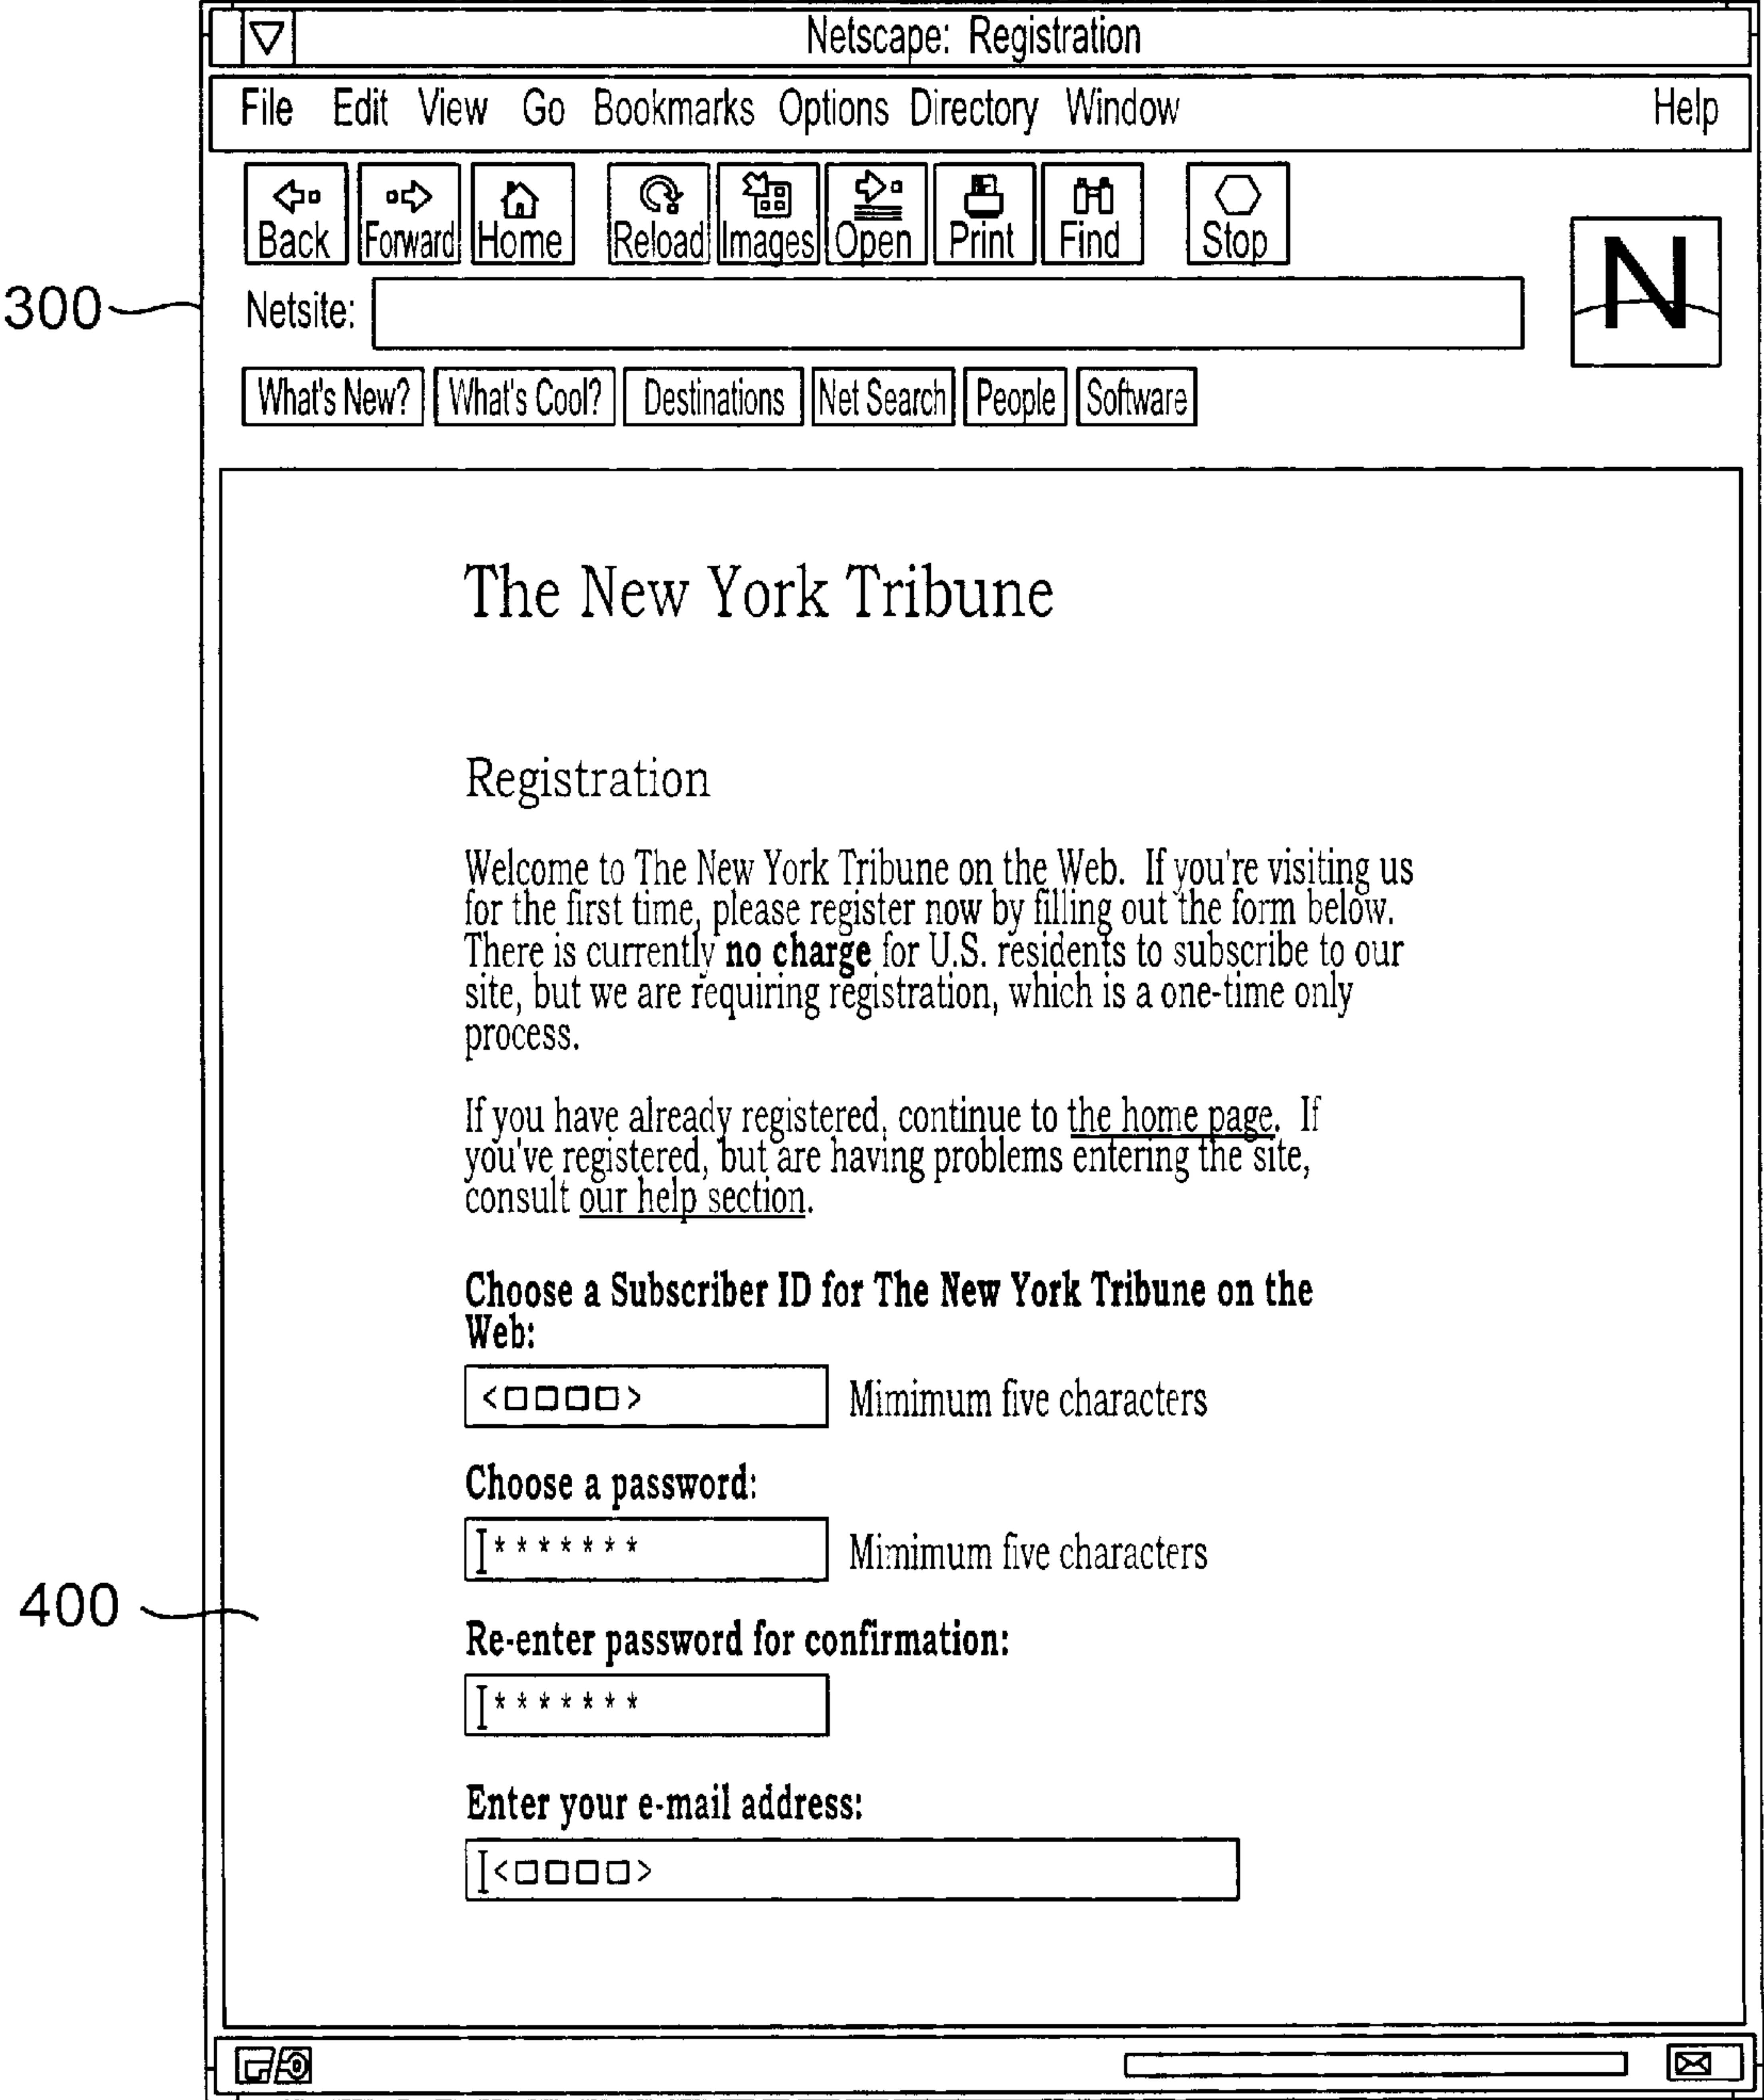 Netscape: Registration
File Edit View Go Bookmarks Options Directory Window Help
Back Forward Home Reload Images Open Print Find Stop
N
300
Netsite:
What's New? What's Cool? Destinations Net Search People Software
The New York Tribune
Registration
Welcome to The New York Tribune on the Web. If you're visiting us
for the first time, please register now by filling out the form below.
There is currently no charge for U.S. residents to subscribe to our
site, but we are requiring registration, which is a one-time only
process.
If you have already registered, continue to the home page. If
you've registered, but are having problems entering the site,
consult our help section.
Choose a Subscriber ID for The New York Tribune on the
Web:
<□□□□> Mimimum five characters
Choose a password:
******* Mimimum five characters
400
Re-enter password for confirmation:
*******
Enter your e-mail address:
<□□□□>